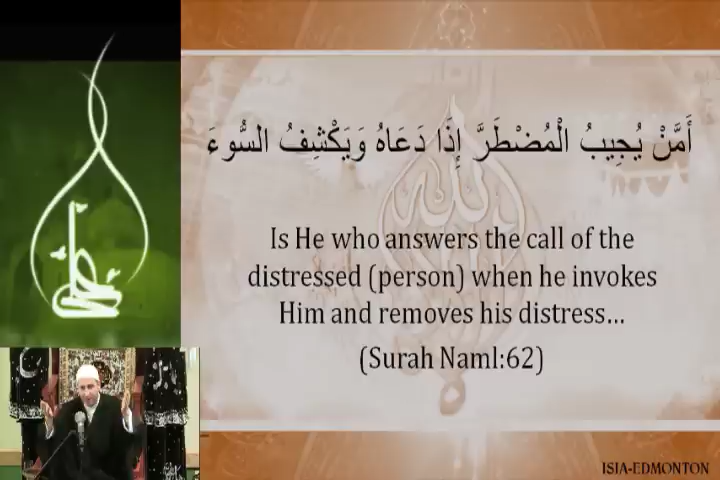 أَمَّنْ يُجِيبُ الْمُضْطَرَّ إِذَا دَعَاهُ وَيَكْشِفُ السُّوءَ
Is He who answers the call of the
distressed (person) when he invokes
Him and removes his distress...
(Surah Naml:62)
ISIA-EDMONTON